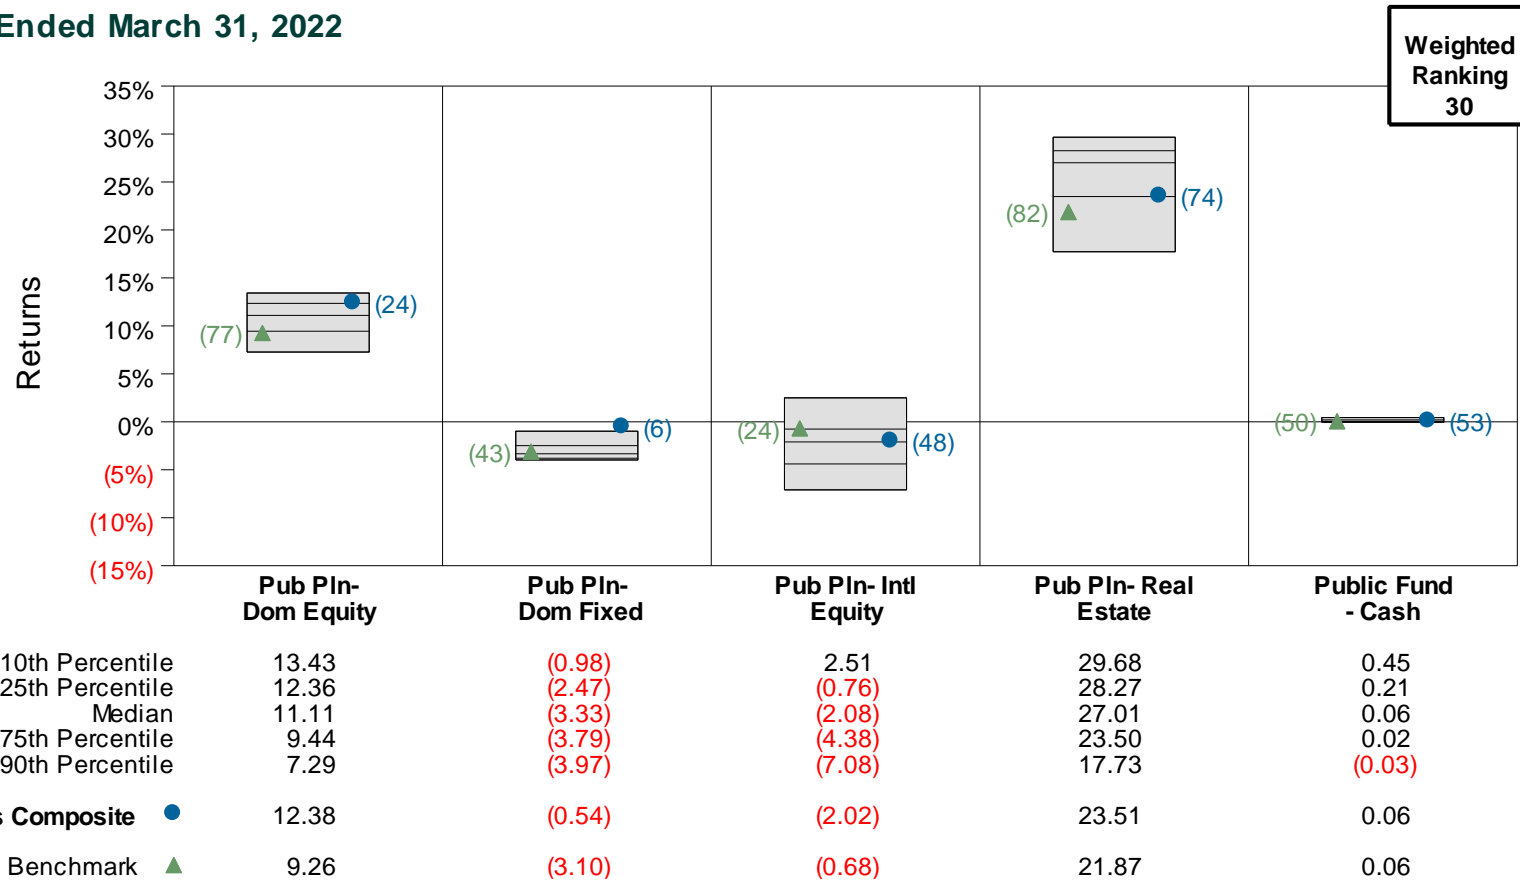 Ended March 31, 2022
Weighted
Ranking
30
Returns
35%
30%
25%
20%
15%
10%
5%
0%
(5%)
(10%)
(15%)
(77) (24)
(43) (6)
(24) (48)
(82) (74)
(50) (53)
Pub Pln- Pub Pln- Pub Pln- Intl Pub Pln- Real Public Fund
Dom Equity Dom Fixed Equity Estate - Cash
10th Percentile 13.43 (0.98) 2.51 29.68 0.45
25th Percentile 12.36 (2.47) (0.76) 28.27 0.21
Median 11.11 (3.33) (2.08) 27.01 0.06
75th Percentile 9.44 (3.79) (4.38) 23.50 0.02
90th Percentile 7.29 (3.97) (7.08) 17.73 (0.03)
s Composite 12.38 (0.54) (2.02) 23.51 0.06
Benchmark 9.26 (3.10) (0.68) 21.87 0.06